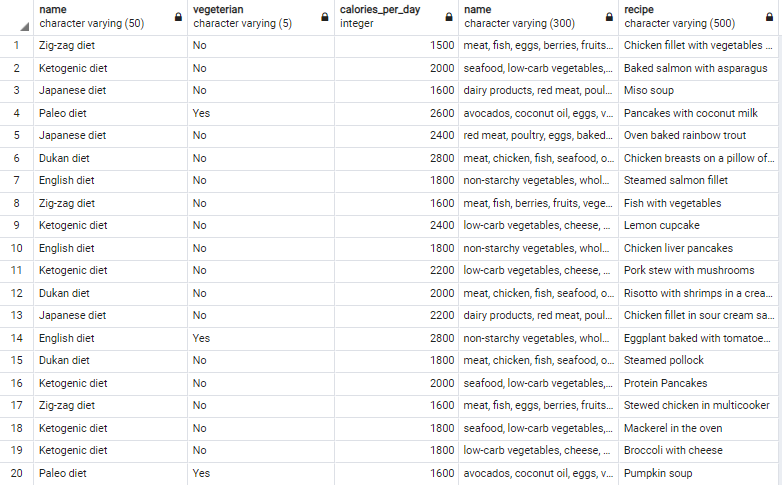 name vegeterian calories_per_day name recipe
character varying (50) character varying (5) integer character varying (300) character varying (500)
1 Zig-zag diet No 1500 meat, fish, eggs, berries, fruits... Chicken fillet with vegetables ...
2 Ketogenic diet No 2000 seafood, low-carb vegetables,... Baked salmon with asparagus
3 Japanese diet No 1600 dairy products, red meat, poul... Miso soup
4 Paleo diet Yes 2600 avocados, coconut oil, eggs, v... Pancakes with coconut milk
5 Japanese diet No 2400 red meat, poultry, eggs, baked... Oven baked rainbow trout
6 Dukan diet No 2800 meat, chicken, fish, seafood, o... Chicken breasts on a pillow of...
7 English diet No 1800 non-starchy vegetables, whol... Steamed salmon fillet
8 Zig-zag diet No 1600 meat, fish, berries, fruits, vege... Fish with vegetables
9 Ketogenic diet No 2400 low-carb vegetables, cheese, ... Lemon cupcake
10 English diet No 1800 non-starchy vegetables, whol... Chicken liver pancakes
11 Ketogenic diet No 2200 low-carb vegetables, cheese, ... Pork stew with mushrooms
12 Dukan diet No 2000 meat, chicken, fish, seafood, o... Risotto with shrimps in a crea...
13 Japanese diet No 2200 dairy products, red meat, poul... Chicken fillet in sour cream sa...
14 English diet Yes 2800 non-starchy vegetables, whol... Eggplant baked with tomatoe...
15 Dukan diet No 1800 meat, chicken, fish, seafood, o... Steamed pollock
16 Ketogenic diet No 2000 seafood, low-carb vegetables,... Protein Pancakes
17 Zig-zag diet No 1600 meat, fish, eggs, berries, fruits... Stewed chicken in multicooker
18 Ketogenic diet No 1800 seafood, low-carb vegetables,... Mackerel in the oven
19 Ketogenic diet No 1800 low-carb vegetables, cheese, ... Broccoli with cheese
20 Paleo diet Yes 1600 avocados, coconut oil, eggs, v... Pumpkin soup